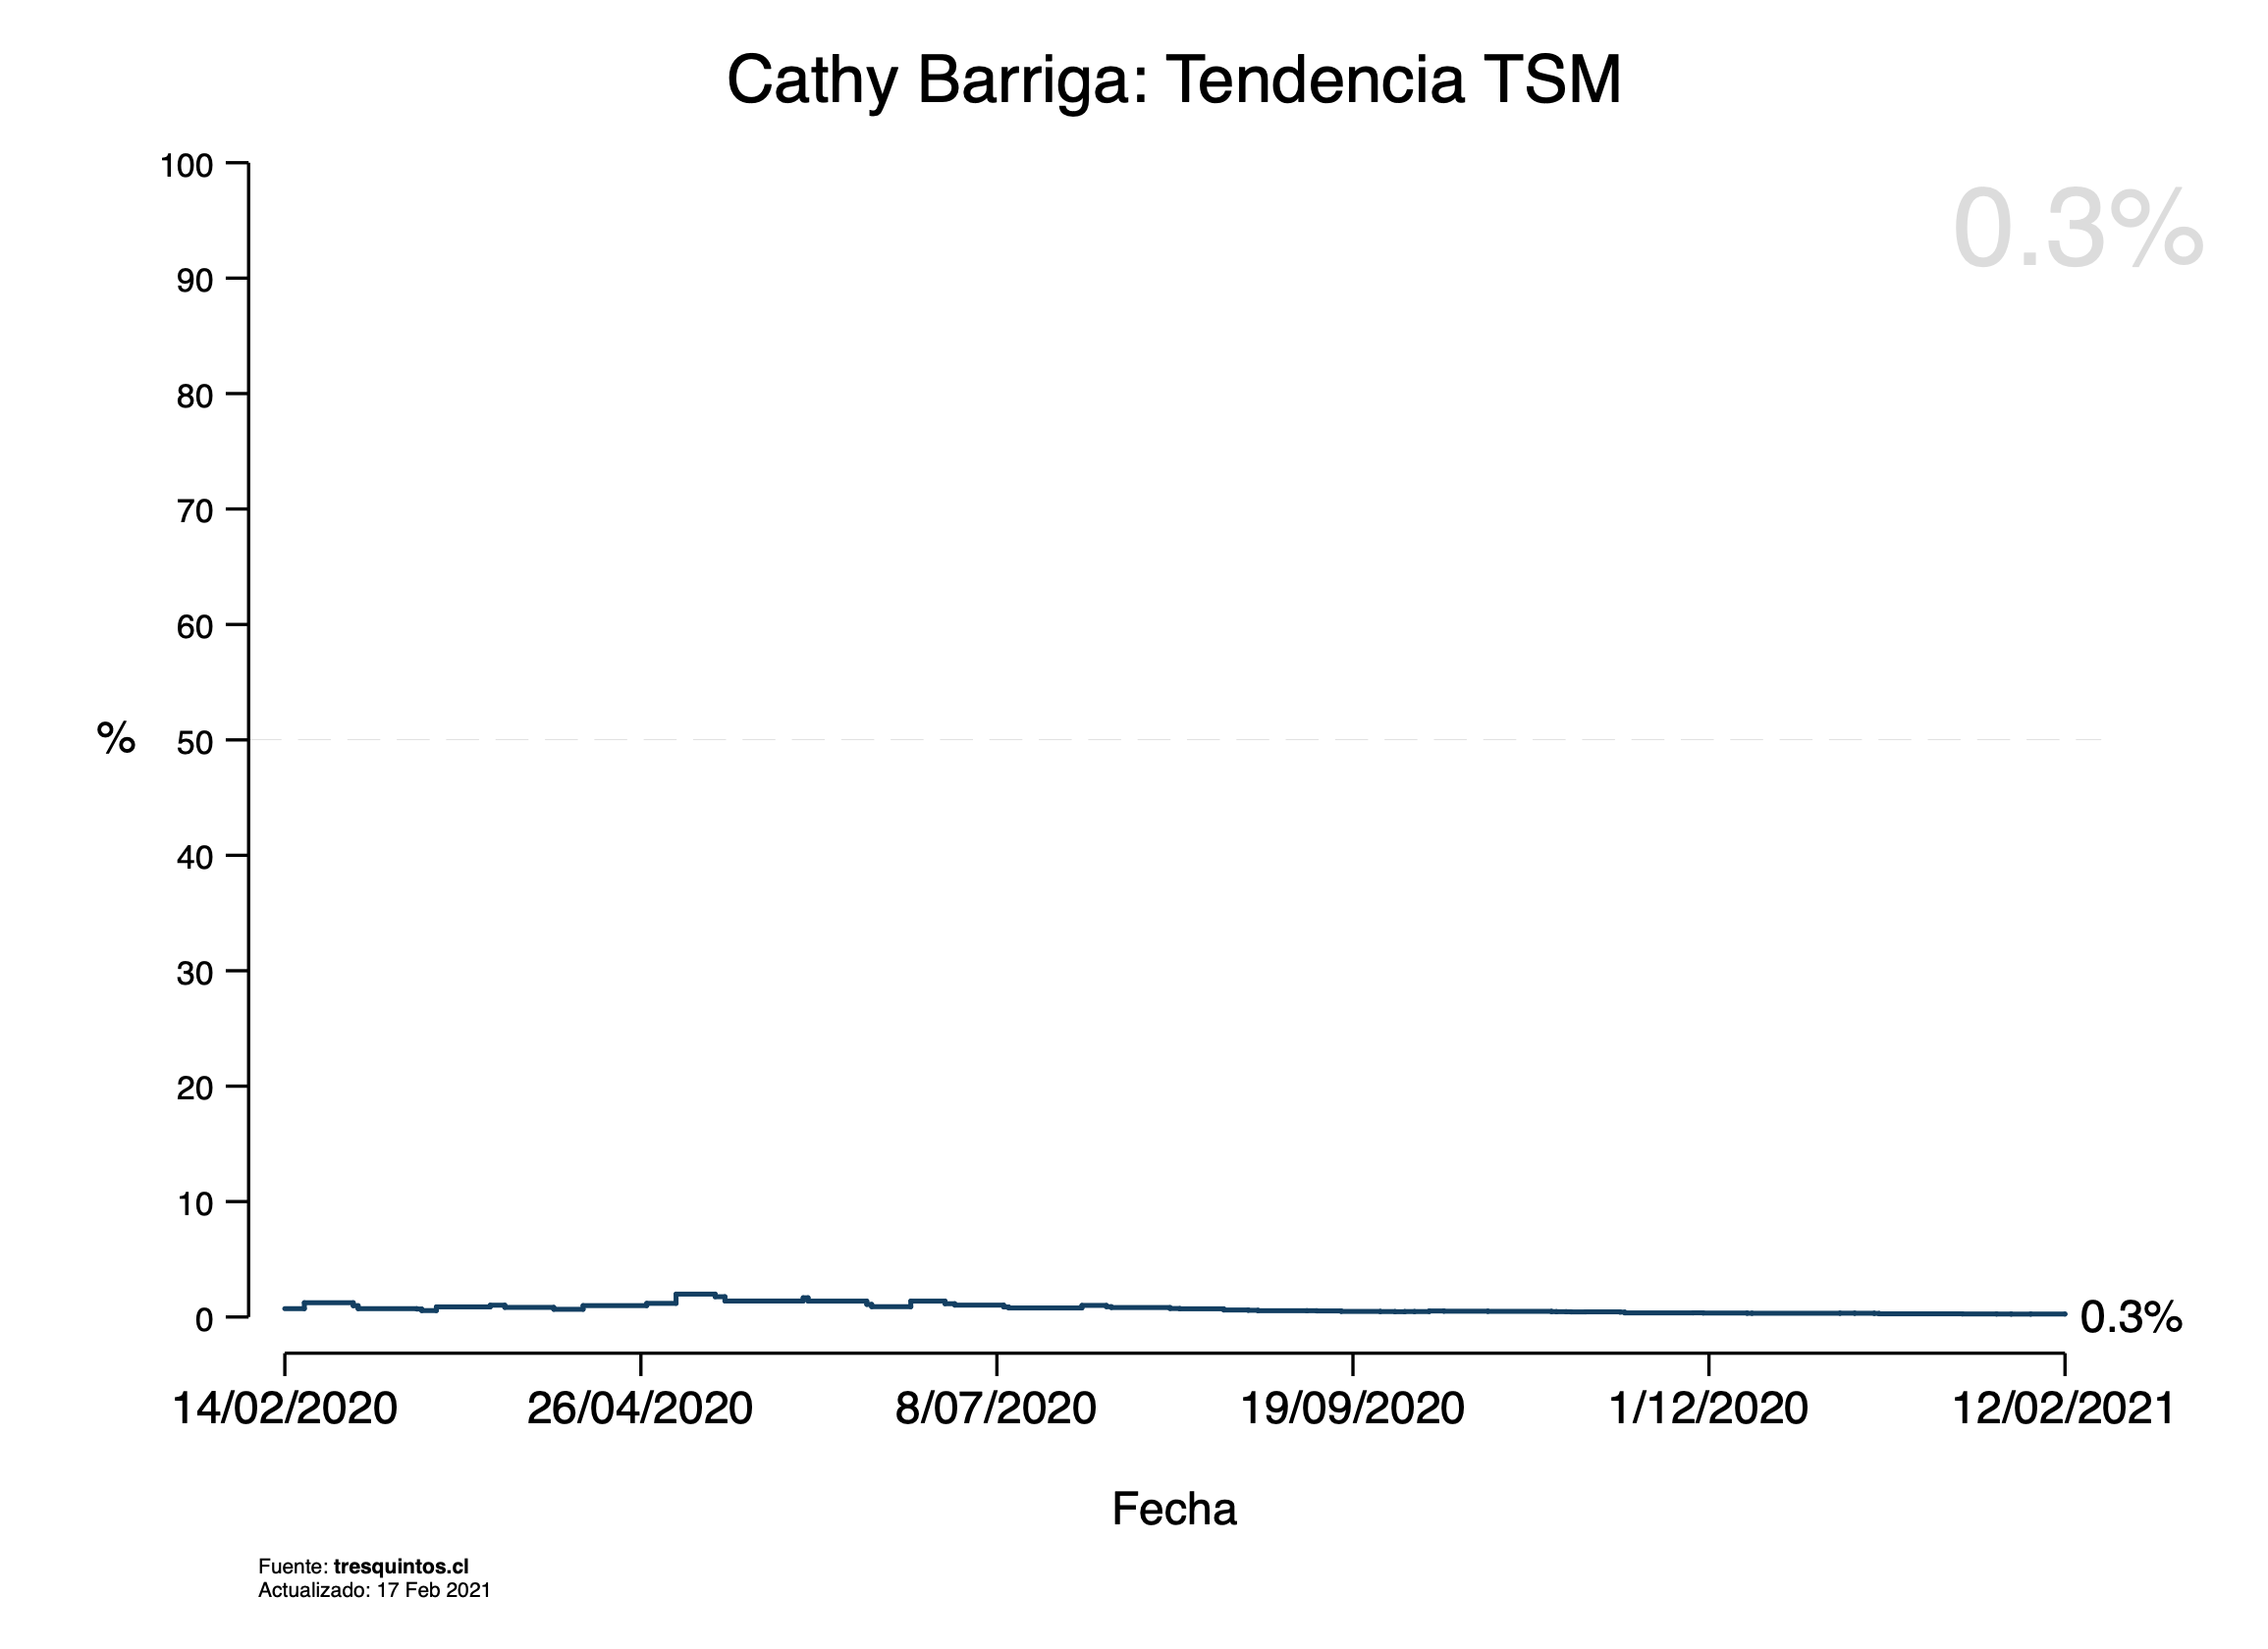 Cathy Barriga: Tendencia TSM
0.3%
100
90
80
70
60
% 50
40
30
20
10
0
0.3%
14/02/2020 26/04/2020 8/07/2020 19/09/2020 1/12/2020 12/02/2021
Fecha
Fuente: tresquintos.cl
Actualizado: 17 Feb 2021